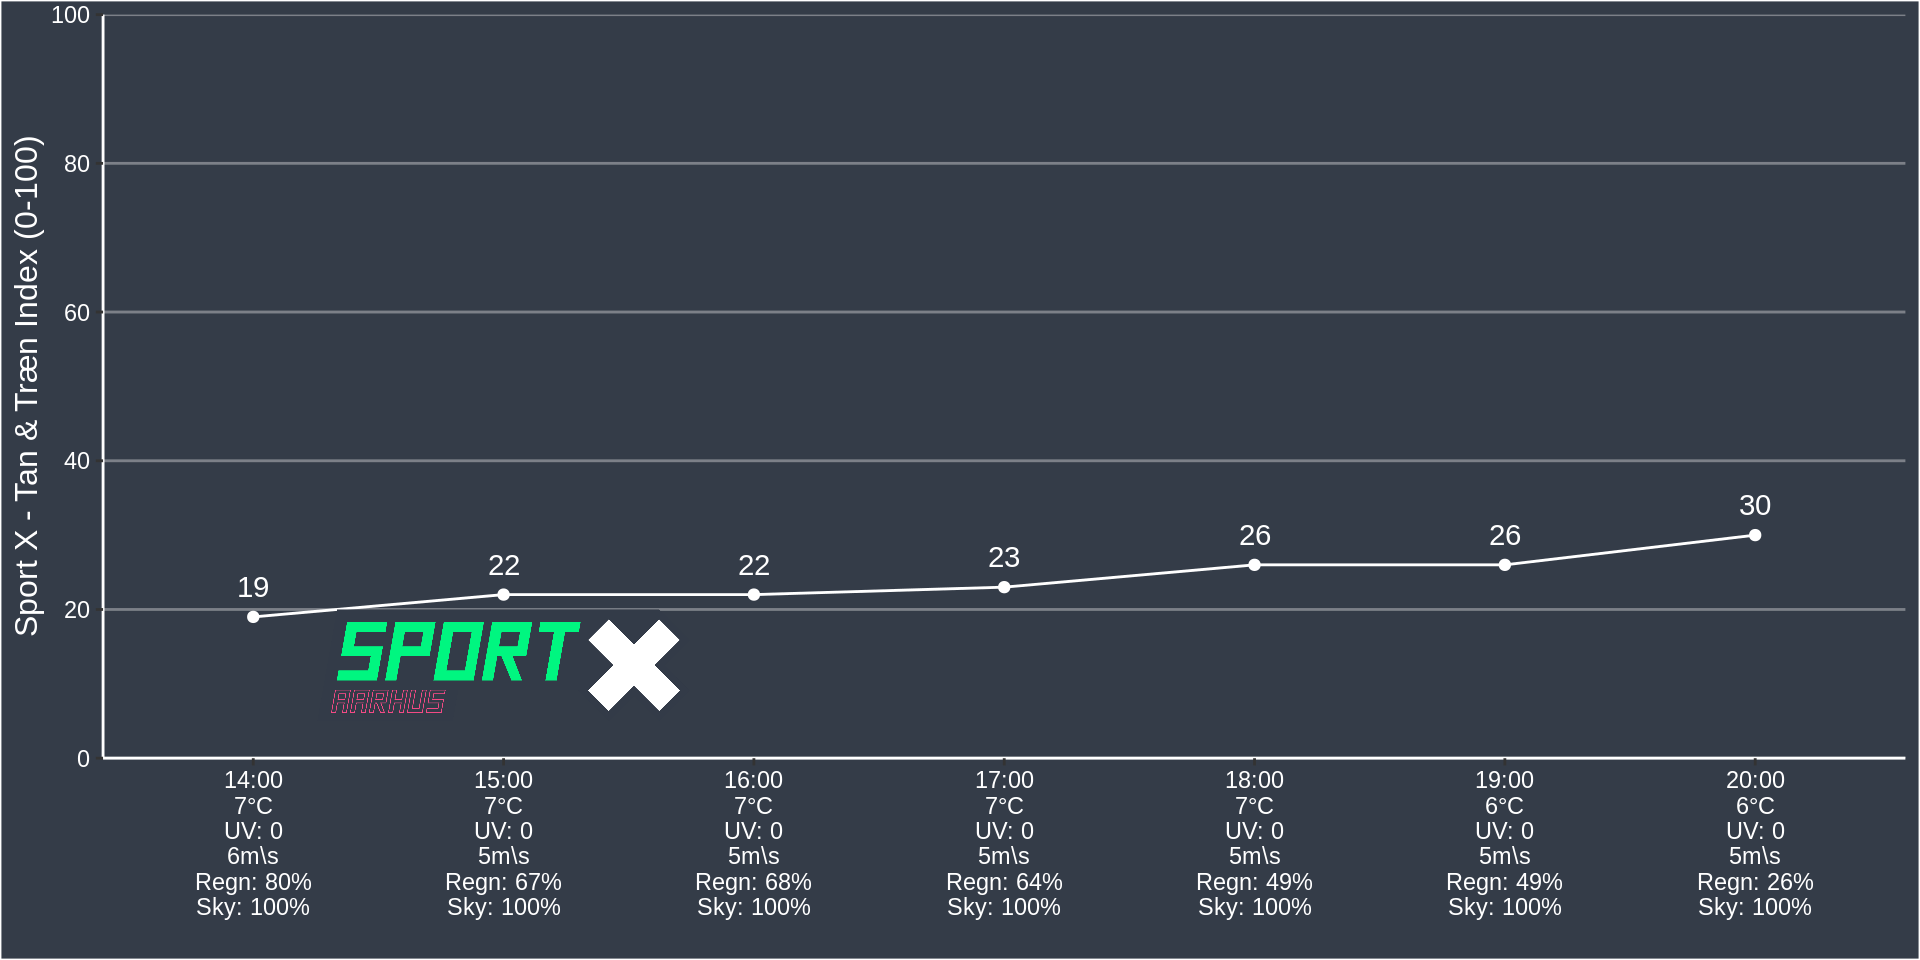 Sport X - Tan & Træn Index (0-100)
100
80
60
40
20
0
19
22
22
23
26
26
30
SPORT X
AARHUS
14:00
7°C
UV: 0
6m\s
Regn: 80%
Sky: 100%
15:00
7°C
UV: 0
5m\s
Regn: 67%
Sky: 100%
16:00
7°C
UV: 0
5m\s
Regn: 68%
Sky: 100%
17:00
7°C
UV: 0
5m\s
Regn: 64%
Sky: 100%
18:00
7°C
UV: 0
5m\s
Regn: 49%
Sky: 100%
19:00
6°C
UV: 0
5m\s
Regn: 49%
Sky: 100%
20:00
6°C
UV: 0
5m\s
Regn: 26%
Sky: 100%